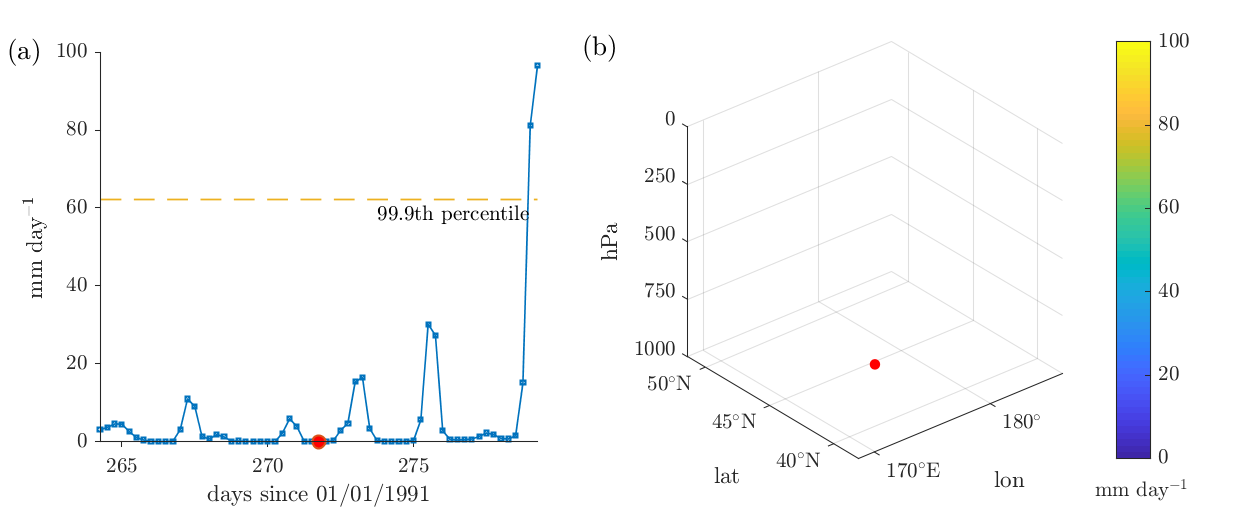 (a)
100
80
60
40
20
0
mm day⁻¹
99.9th percentile
265
270
275
days since 01/01/1991
(b)
0
250
500
750
1000
hPa
50°N
45°N
40°N
lat
170°E
180°
lon
100
80
60
40
20
0
mm day⁻¹